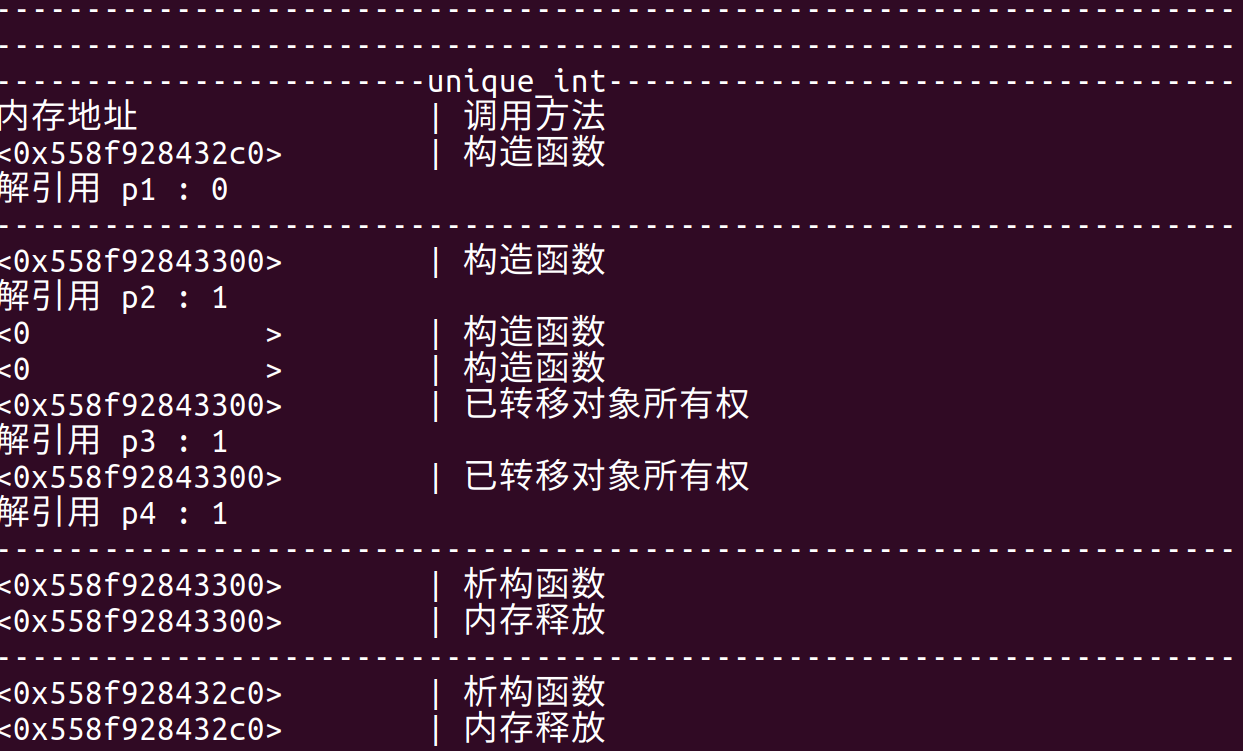 ---------------------------------------------------------------------
---------------------------------------------------------------------
------------------------unique_int-----------------------------------
内存地址 | 调用方法
<0x558f928432c0> | 构造函数
解引用 p1 : 0
---------------------------------------------------------------------
<0x558f92843300> | 构造函数
解引用 p2 : 1
<0             > | 构造函数
<0             > | 构造函数
<0x558f92843300> | 已转移对象所有权
解引用 p3 : 1
<0x558f92843300> | 已转移对象所有权
解引用 p4 : 1
---------------------------------------------------------------------
<0x558f92843300> | 析构函数
<0x558f92843300> | 内存释放
---------------------------------------------------------------------
<0x558f928432c0> | 析构函数
<0x558f928432c0> | 内存释放